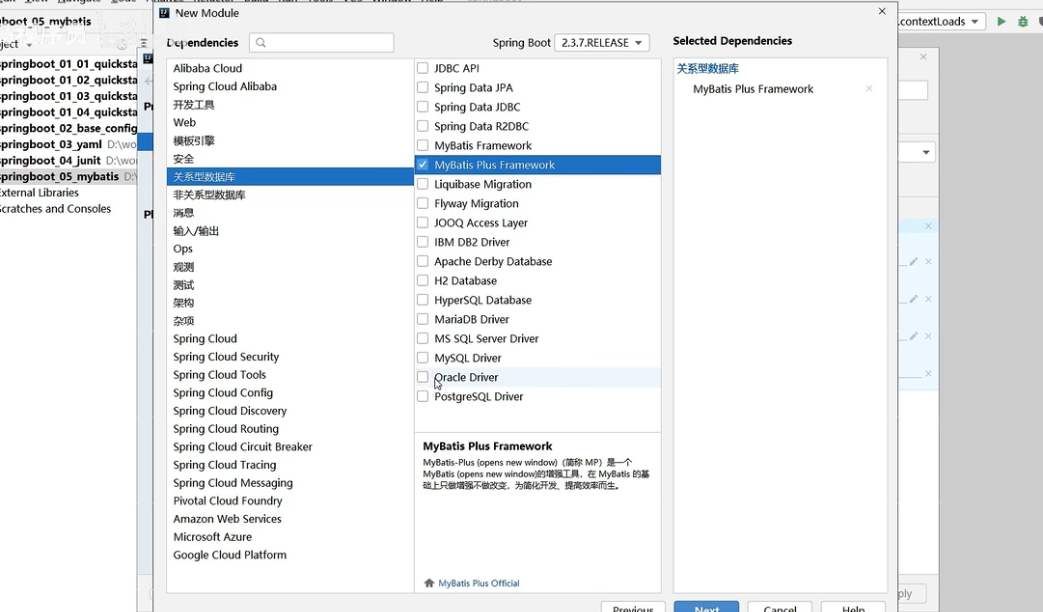 New Module
gboot_05_mybatis
contextLoads
Dependencies
Spring Boot 2.3.7.RELEASE
Selected Dependencies
springboot_01_01_quicksta
springboot_01_02_quicksta
springboot_01_03_quicksta
springboot_01_04_quicksta
springboot_02_base_config
springboot_03_yaml D:\wo
springboot_04_junit D:\wo
springboot_05_mybatis D:\
External Libraries
Scratches and Consoles
Alibaba Cloud
Spring Cloud Alibaba
开发工具
Web
模板引擎
安全
关系型数据库
非关系型数据库
消息
输入/输出
Ops
观测
测试
架构
杂项
Spring Cloud
Spring Cloud Security
Spring Cloud Tools
Spring Cloud Config
Spring Cloud Discovery
Spring Cloud Routing
Spring Cloud Circuit Breaker
Spring Cloud Tracing
Spring Cloud Messaging
Pivotal Cloud Foundry
Amazon Web Services
Microsoft Azure
Google Cloud Platform
JDBC API
Spring Data JPA
Spring Data JDBC
Spring Data R2DBC
MyBatis Framework
MyBatis Plus Framework
Liquibase Migration
Flyway Migration
JOOQ Access Layer
IBM DB2 Driver
Apache Derby Database
H2 Database
HyperSQL Database
MariaDB Driver
MS SQL Server Driver
MySQL Driver
Oracle Driver
PostgreSQL Driver
MyBatis Plus Framework
MyBatis-Plus (opens new window)（简称 MP）是一个
MyBatis (opens new window)的增强工具，在 MyBatis 的基
础上只做增强不做改变，为简化开发、提高效率而生。
MyBatis Plus Official
关系型数据库
MyBatis Plus Framework
Previous
Next
Cancel
Help